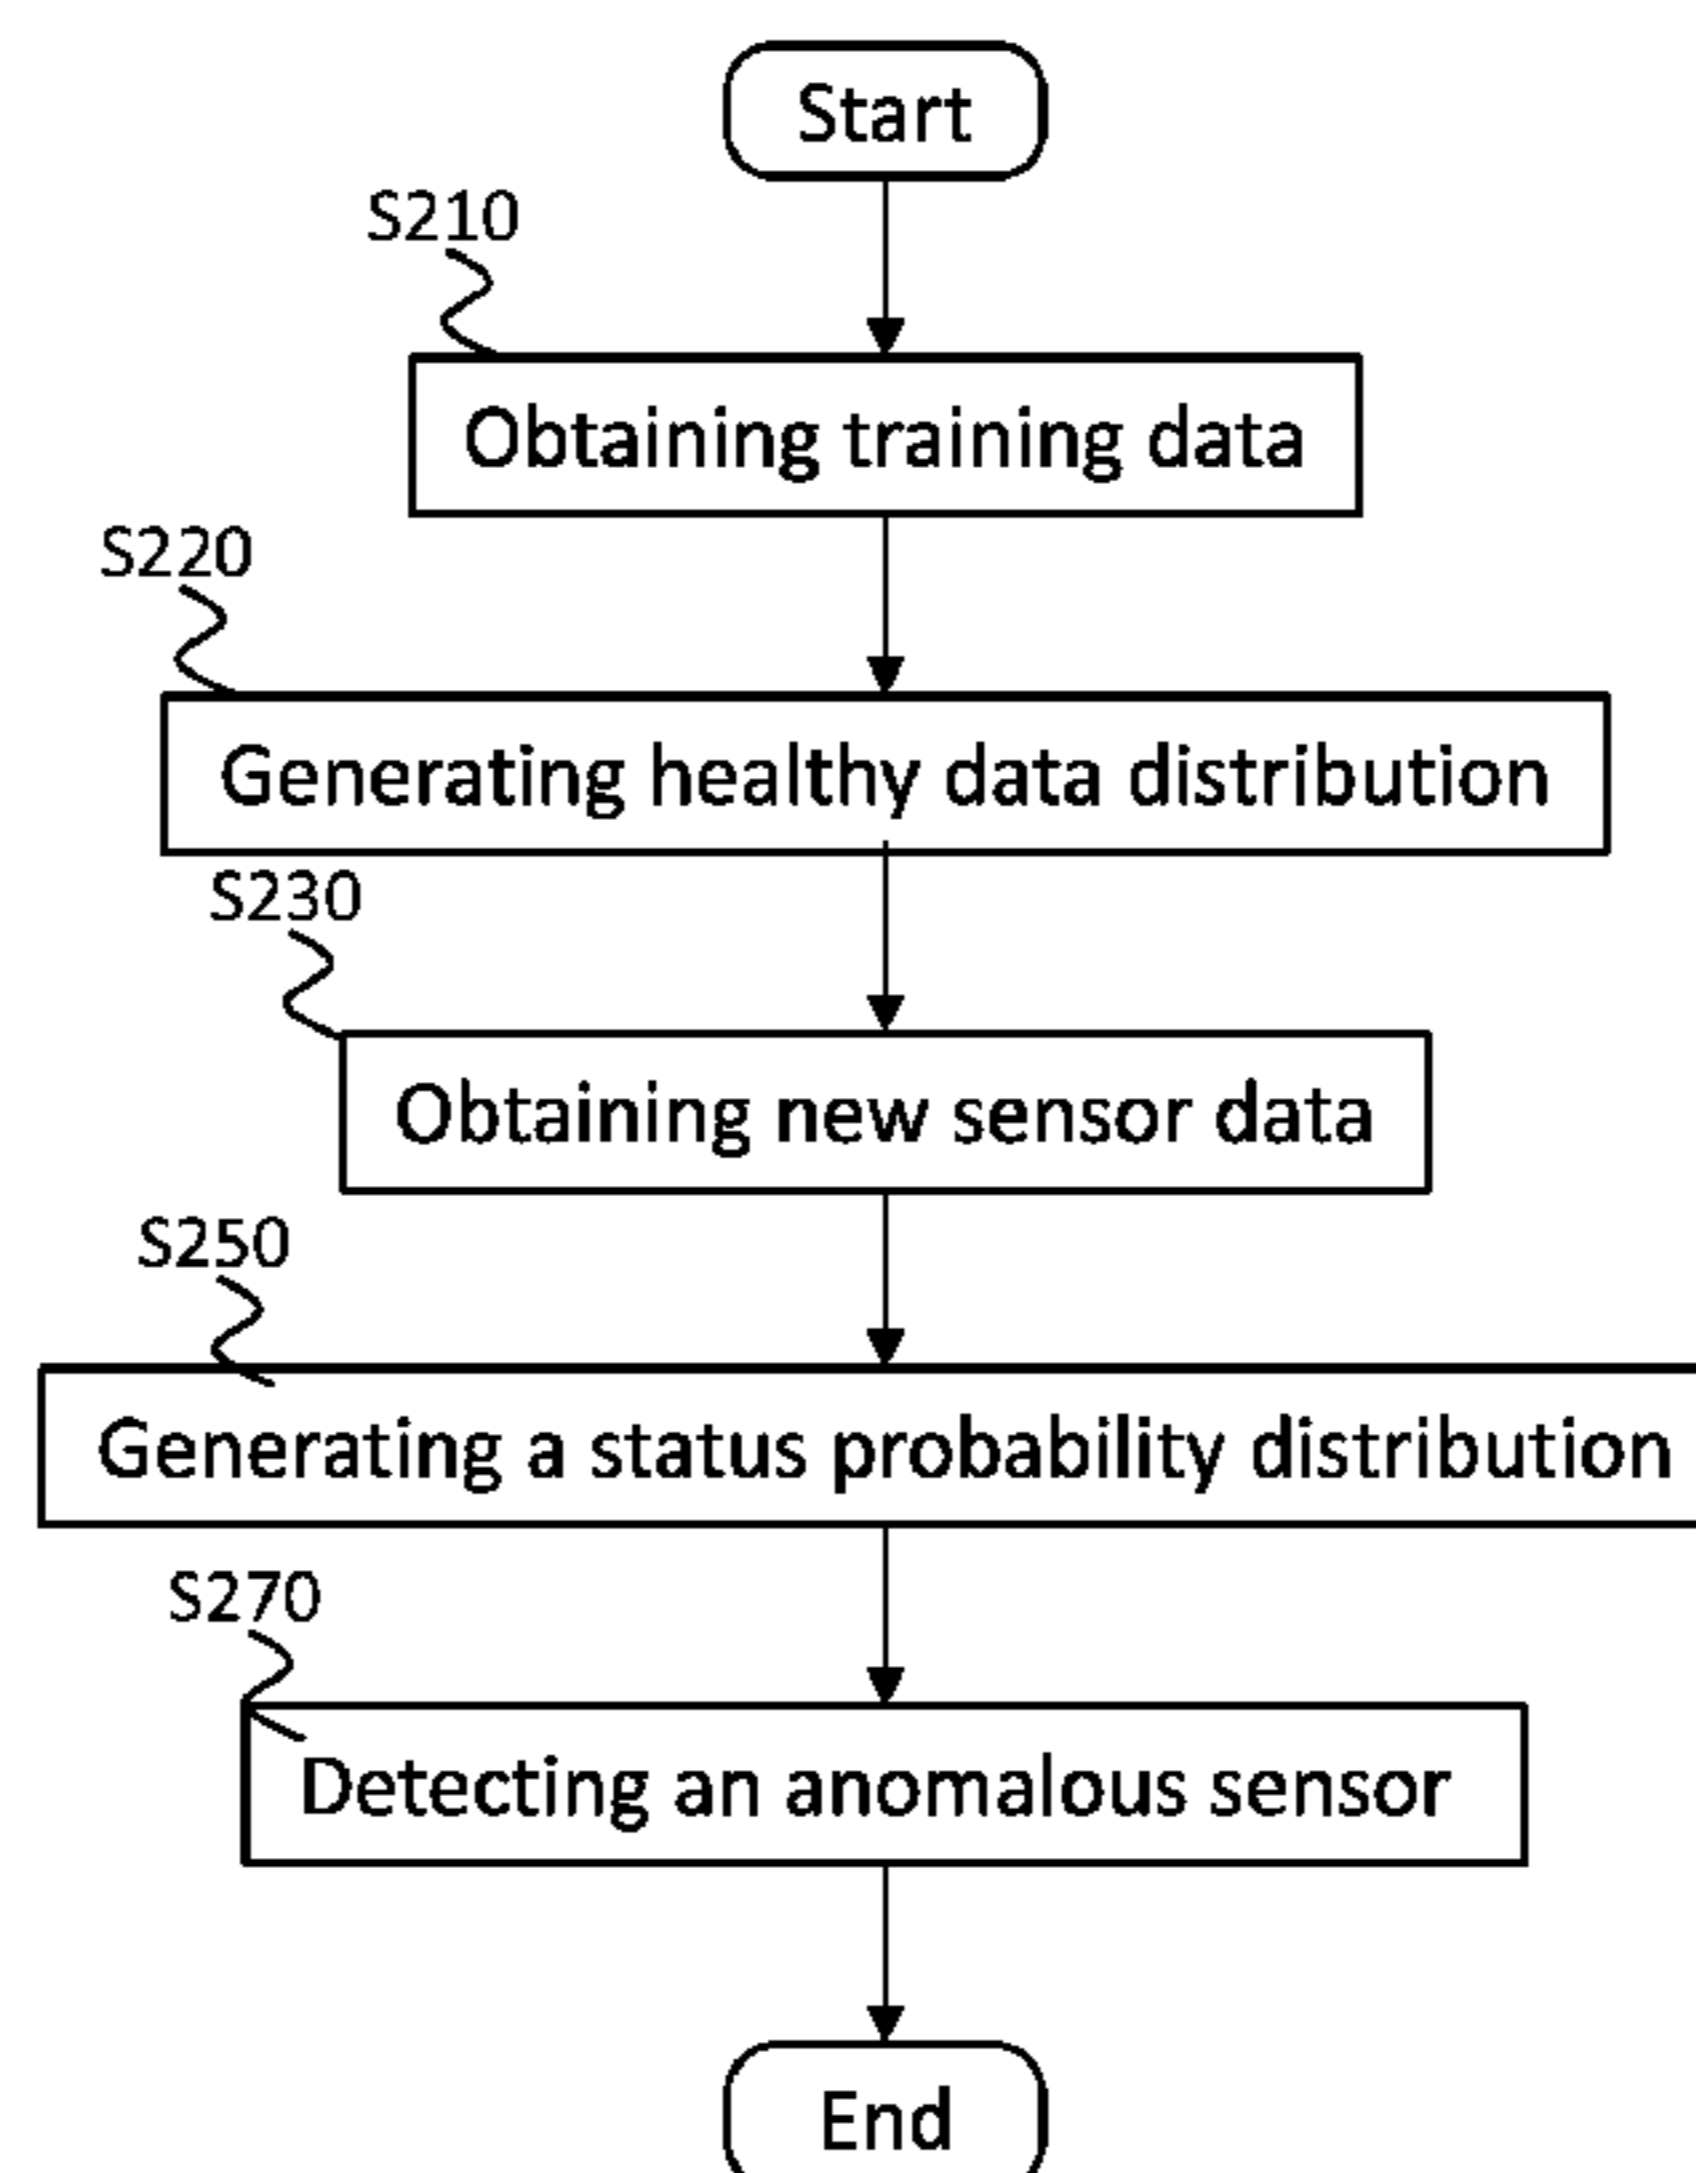 Start
S210
Obtaining training data
S220
Generating healthy data distribution
S230
Obtaining new sensor data
S250
Generating a status probability distribution
S270
Detecting an anomalous sensor
End